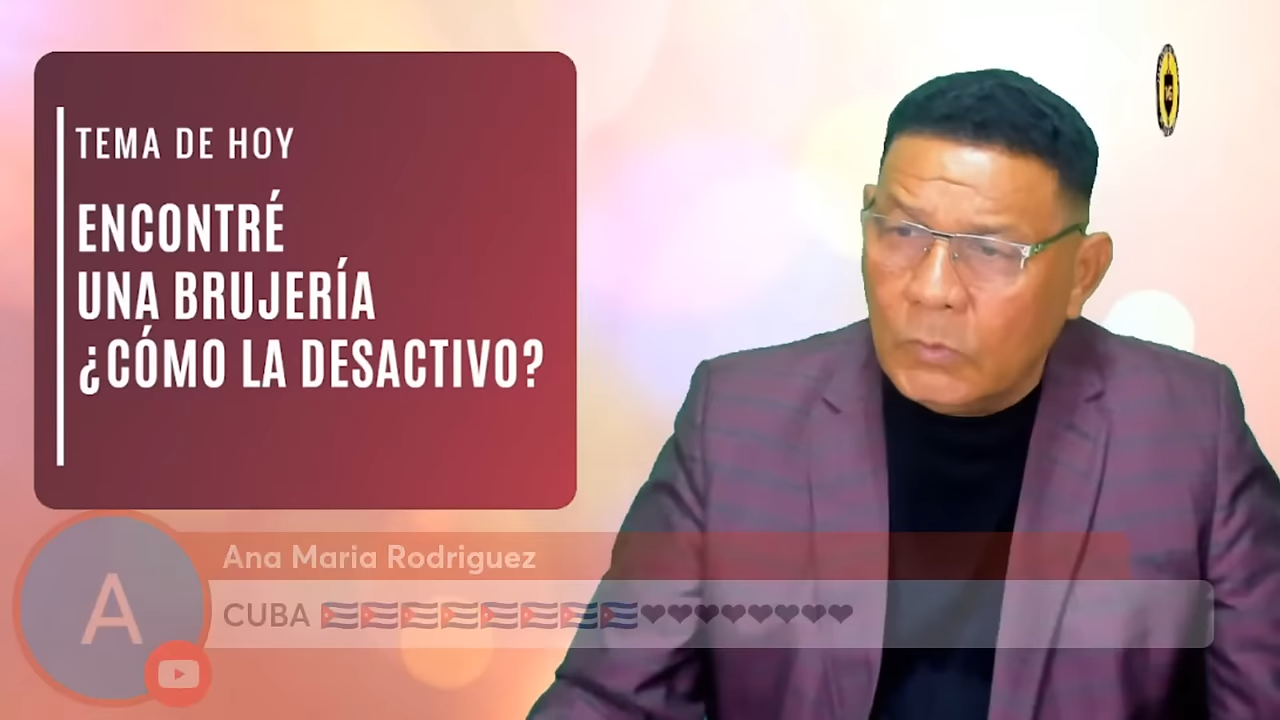 TEMA DE HOY
ENCONTRÉ
UNA BRUJERÍA
¿CÓMO LA DESACTIVO?
A
Ana Maria Rodriguez
CUBA 🇨🇺🇨🇺🇨🇺🇨🇺🇨🇺🇨🇺🇨🇺🇨🇺❤❤❤❤❤❤❤❤